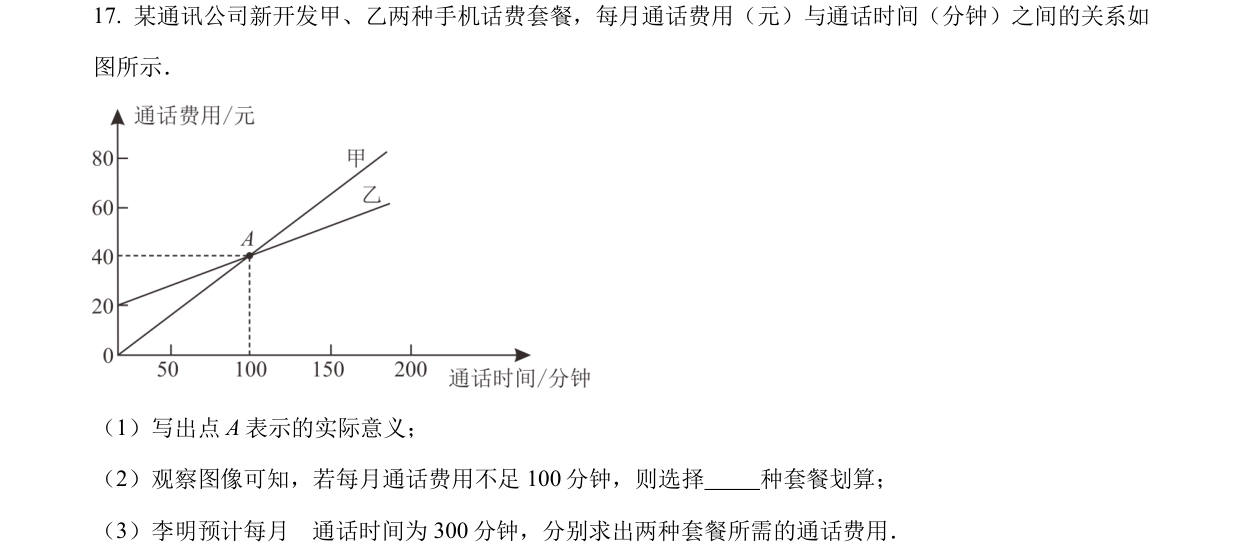 17. 某通讯公司新开发甲、乙两种手机话费套餐，每月通话费用（元）与通话时间（分钟）之间的关系如
图所示．
通话费用/元
80
甲
乙
60
A
40
20
0
50 100 150 200
通话时间/分钟
（1）写出点 A 表示的实际意义；
（2）观察图像可知，若每月通话费用不足 100 分钟，则选择_____种套餐划算；
（3）李明预计每月 通话时间为 300 分钟，分别求出两种套餐所需的通话费用．